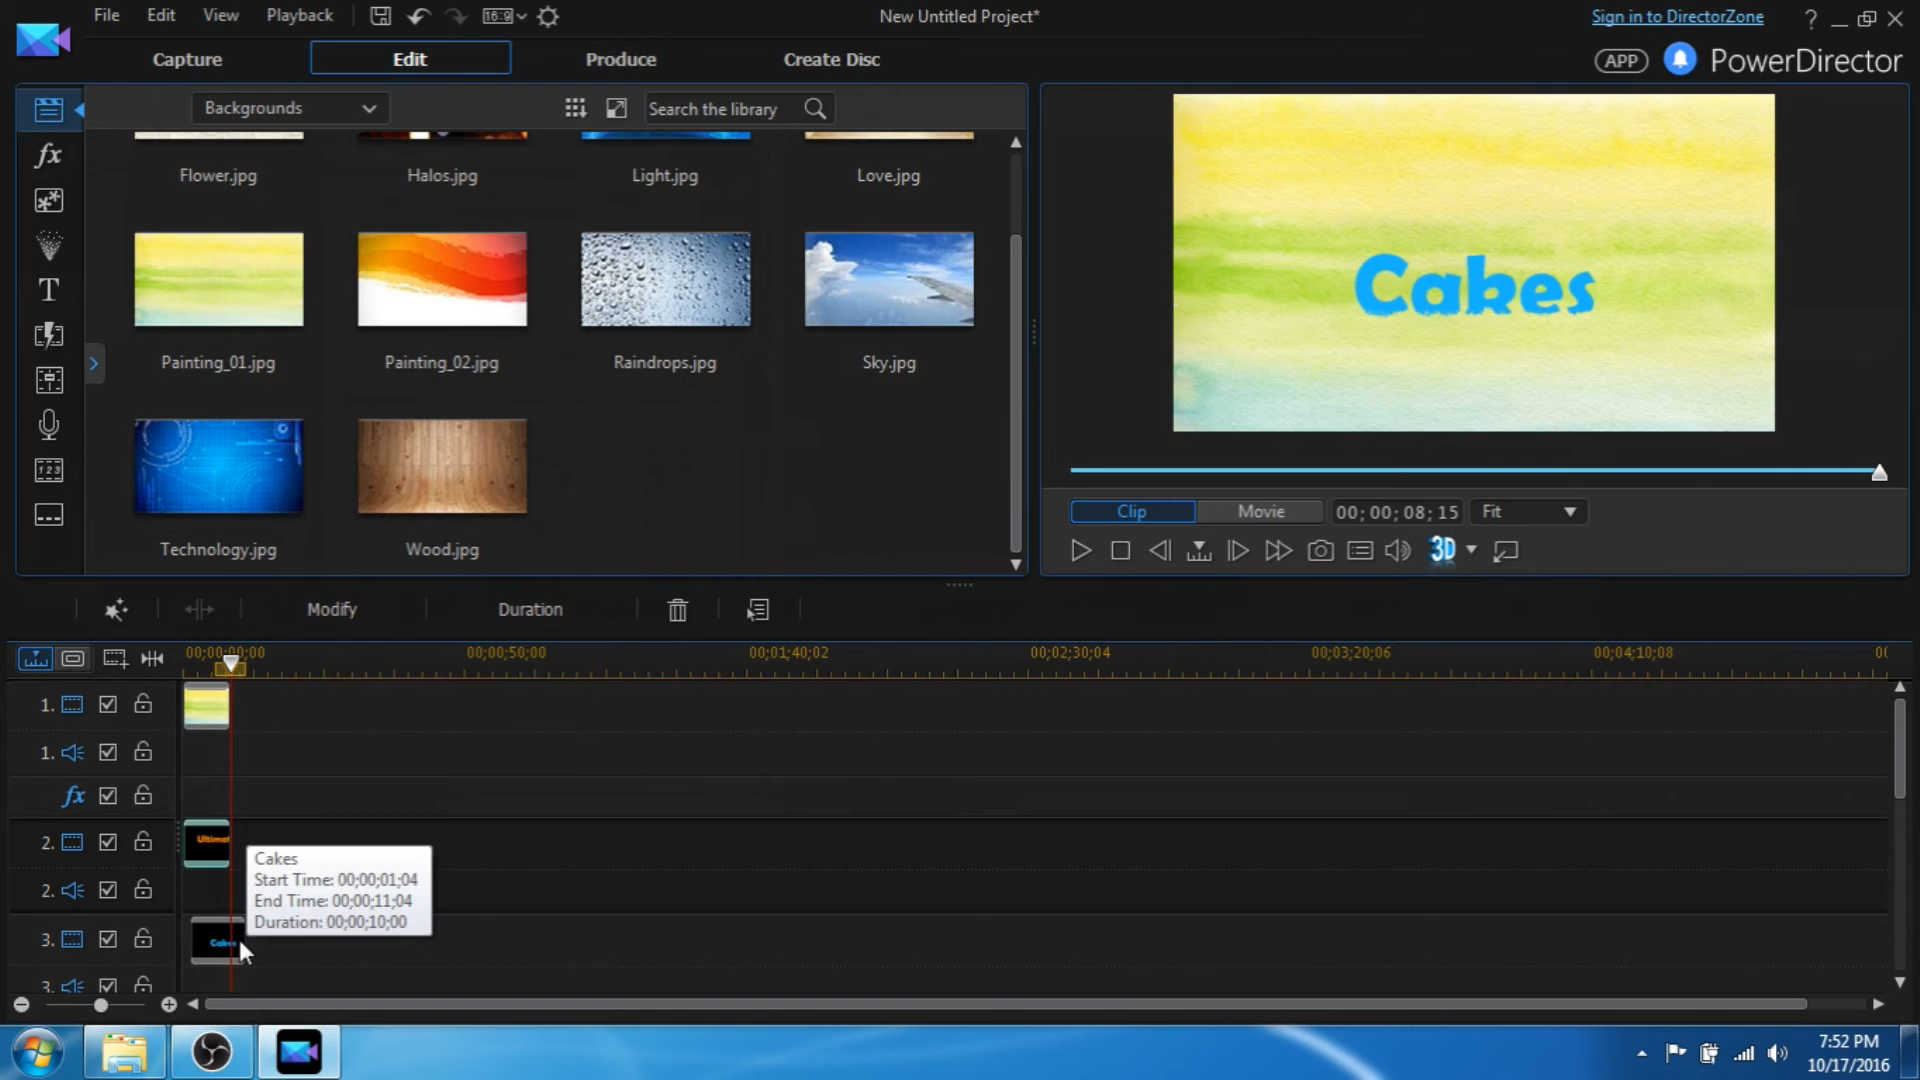 File Edit View Playback 16:9 New Untitled Project* Sign in to DirectorZone ?
Capture Edit Produce Create Disc APP PowerDirector
Backgrounds Search the library
fx
T
Flower.jpg Halos.jpg Light.jpg Love.jpg
Painting_01.jpg Painting_02.jpg Raindrops.jpg Sky.jpg
Technology.jpg Wood.jpg
Cakes
Clip Movie 00; 00; 08; 15 Fit
3D
Modify Duration
00;00;00;00 00;00;50;00 00;01;40;02 00;02;30;04 00;03;20;06 00;04;10;08
1.
1.
fx
2. Ultimat
2.
3. Cakes
3.
Cakes
Start Time: 00;00;01;04
End Time: 00;00;11;04
Duration: 00;00;10;00
7:52 PM
10/17/2016